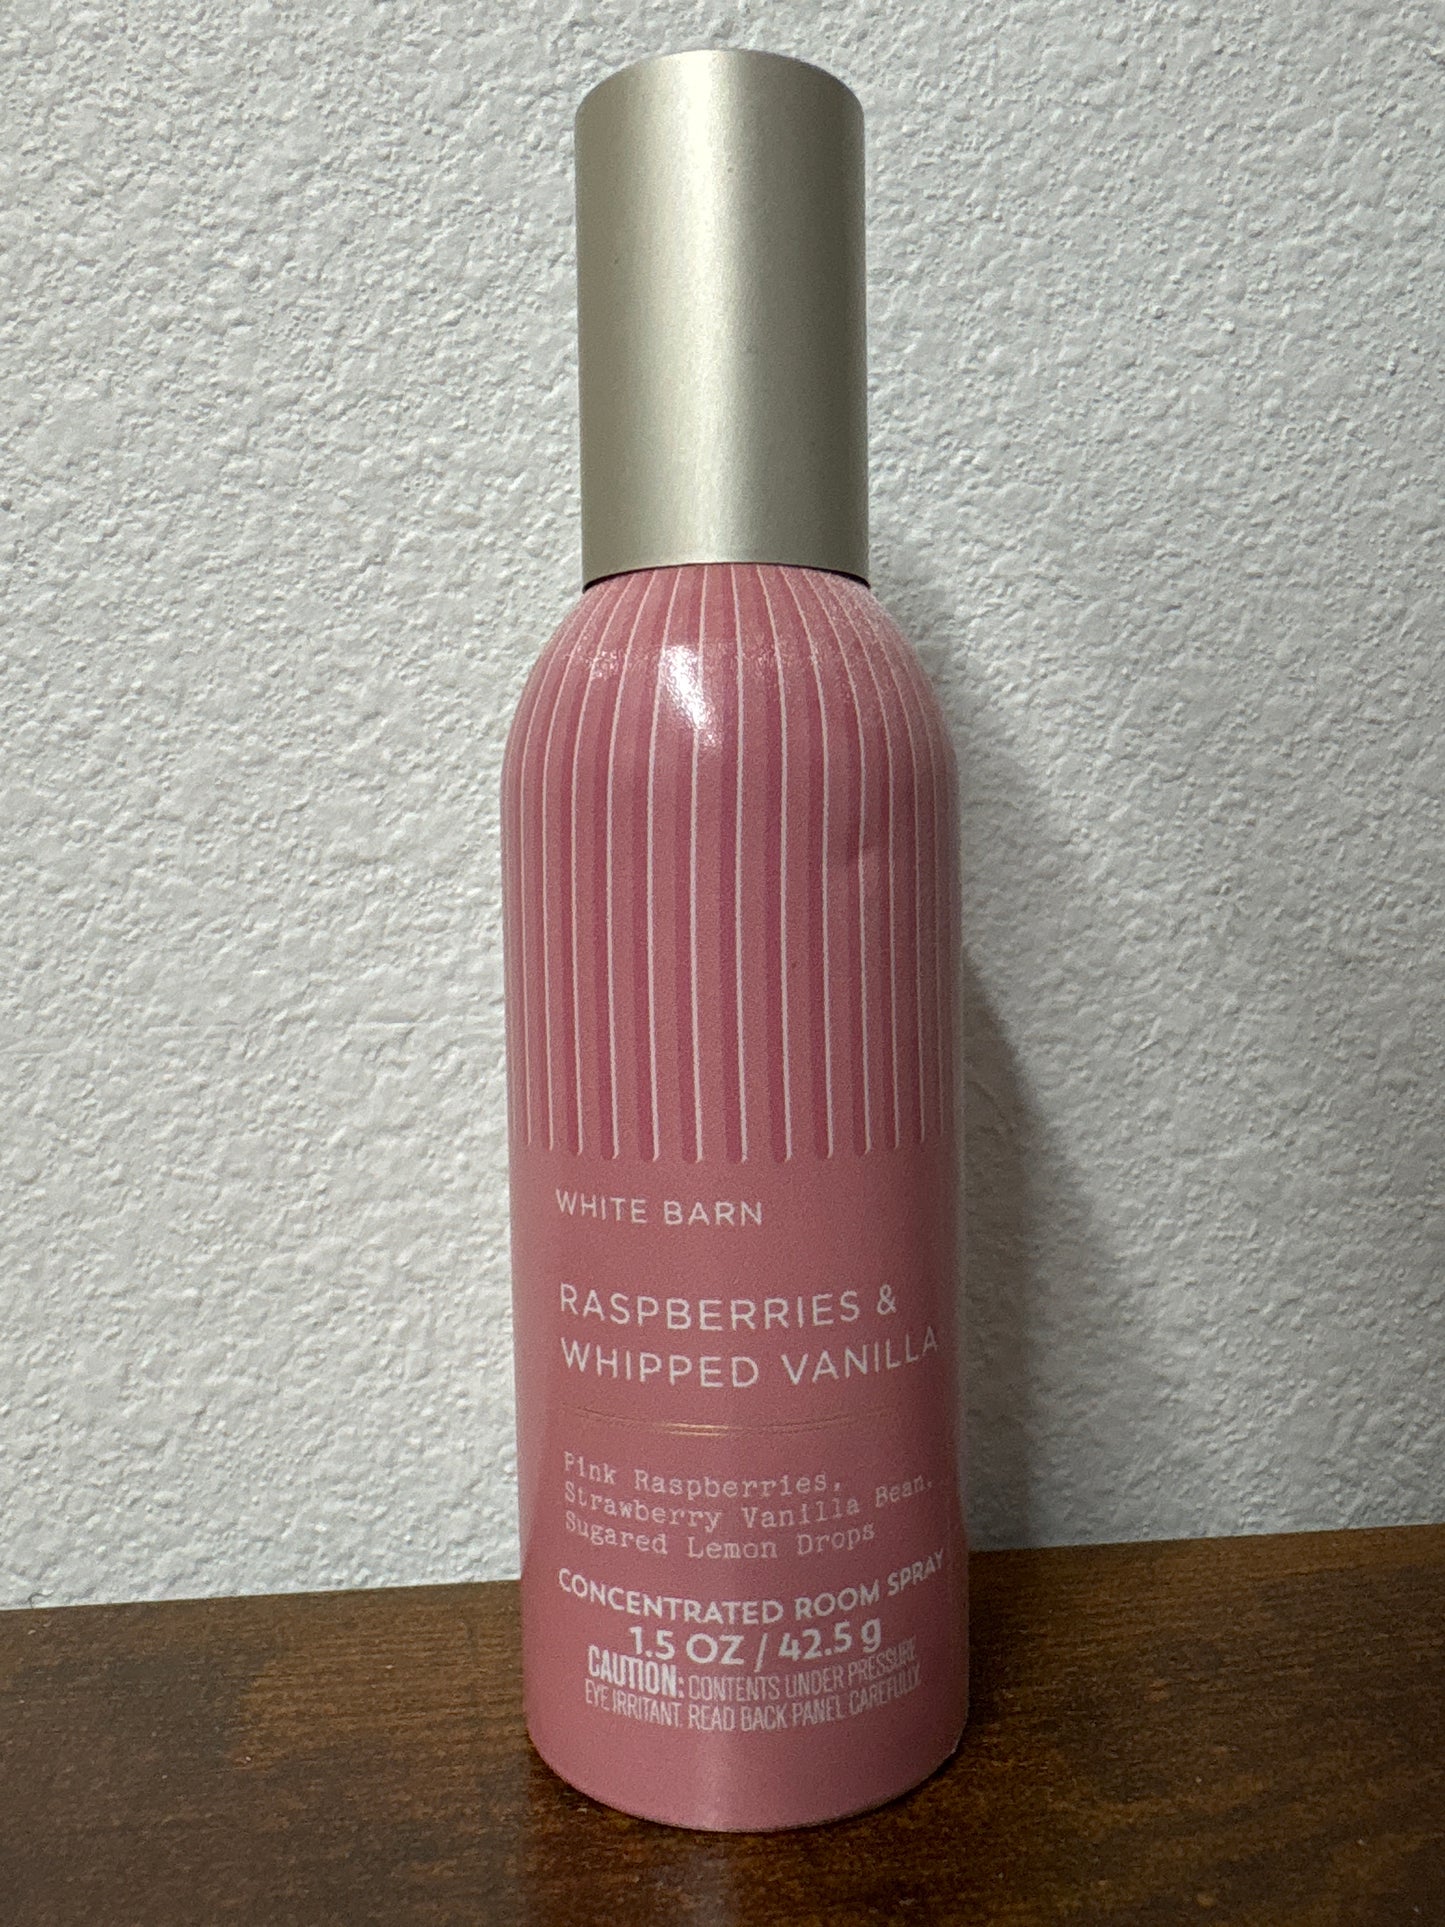 WHITE BARN
RASPBERRIES &
WHIPPED VANILLA
Pink Raspberries,
Strawberry Vanilla Bean,
Sugared Lemon Drops
CONCENTRATED ROOM SPRAY
1.5 OZ / 42.5 g
CAUTION: CONTENTS UNDER PRESSURE.
EYE IRRITANT. READ BACK PANEL CAREFULLY.